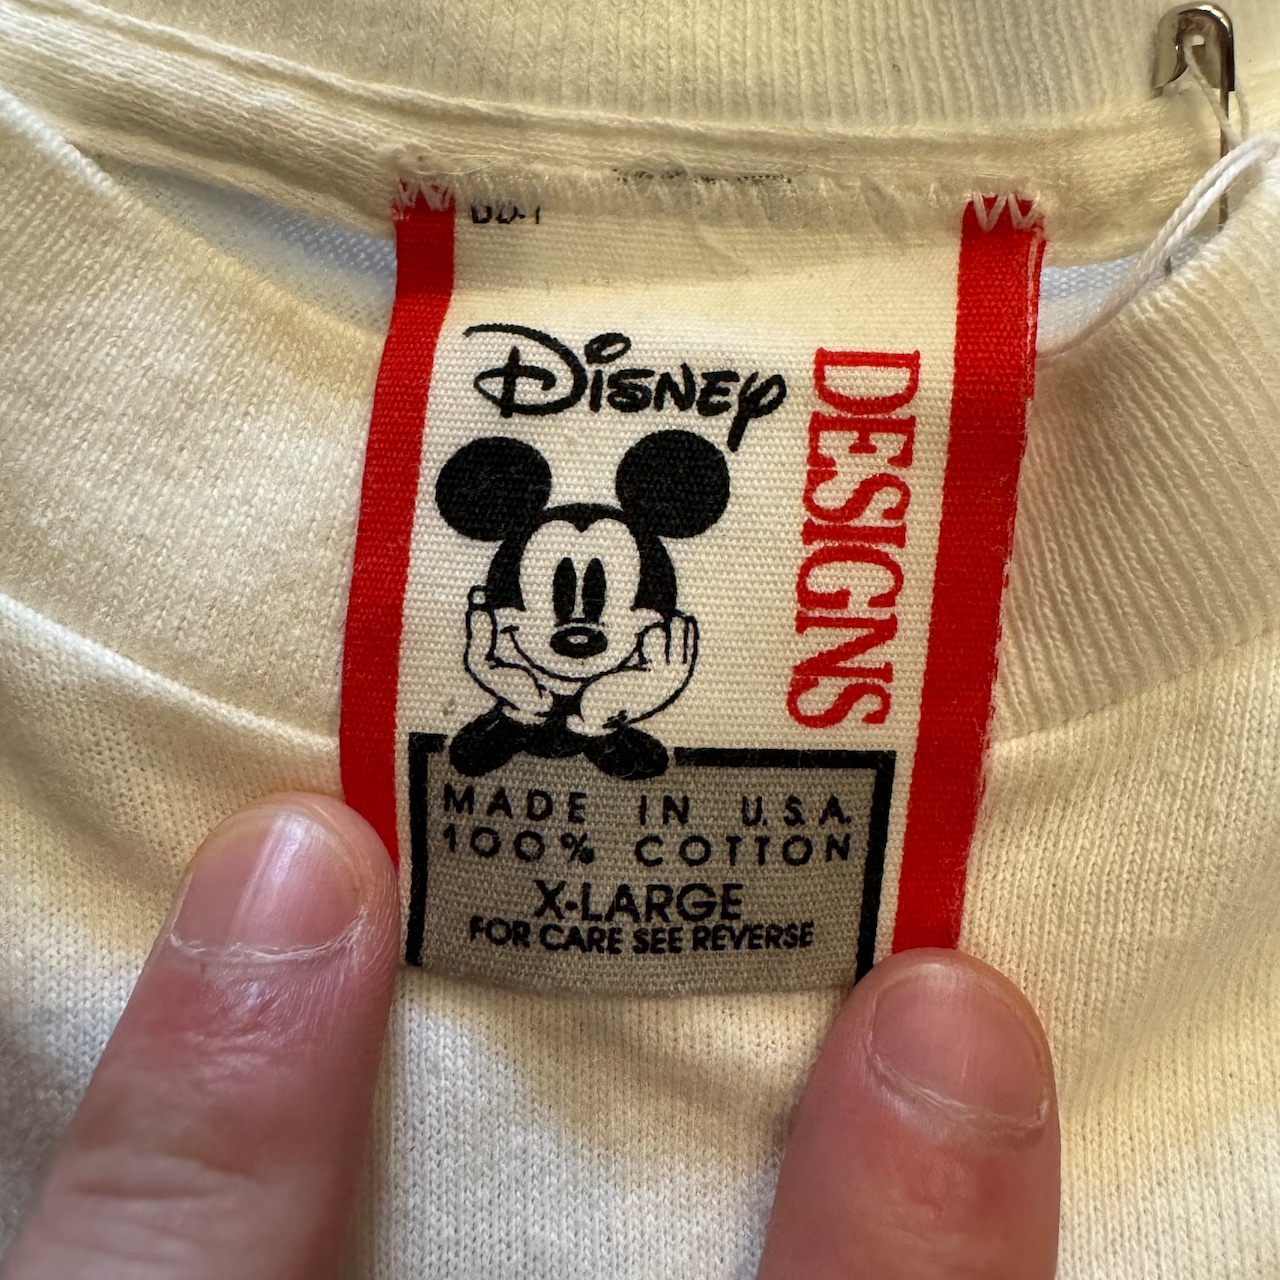 Disney
DESIGNS
MADE IN U.S.A.
100% COTTON
X-LARGE
FOR CARE SEE REVERSE